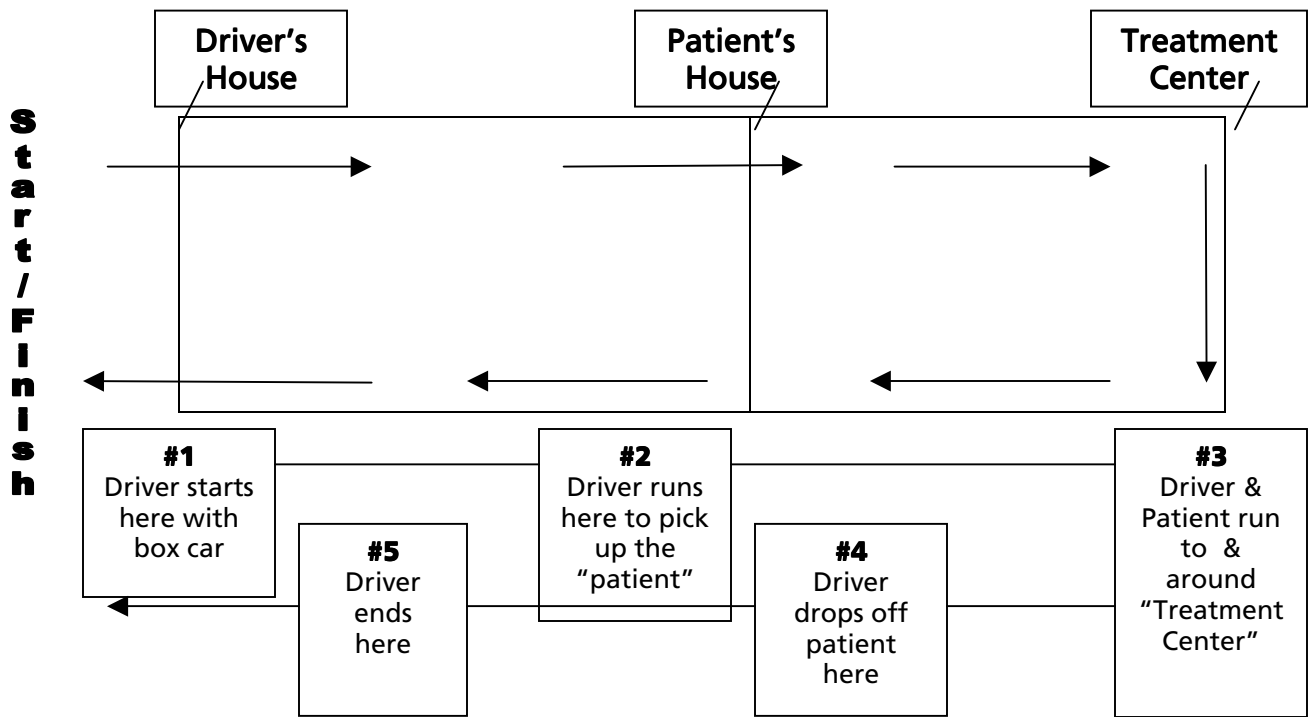 Driver's
House
Patient's
House
Treatment
Center
Start/Finish
#1
Driver starts
here with
box car
#2
Driver runs
here to pick
up the
"patient"
#3
Driver &
Patient run
to & 
around
"Treatment
Center"
#5
Driver
ends
here
#4
Driver
drops off
patient
here